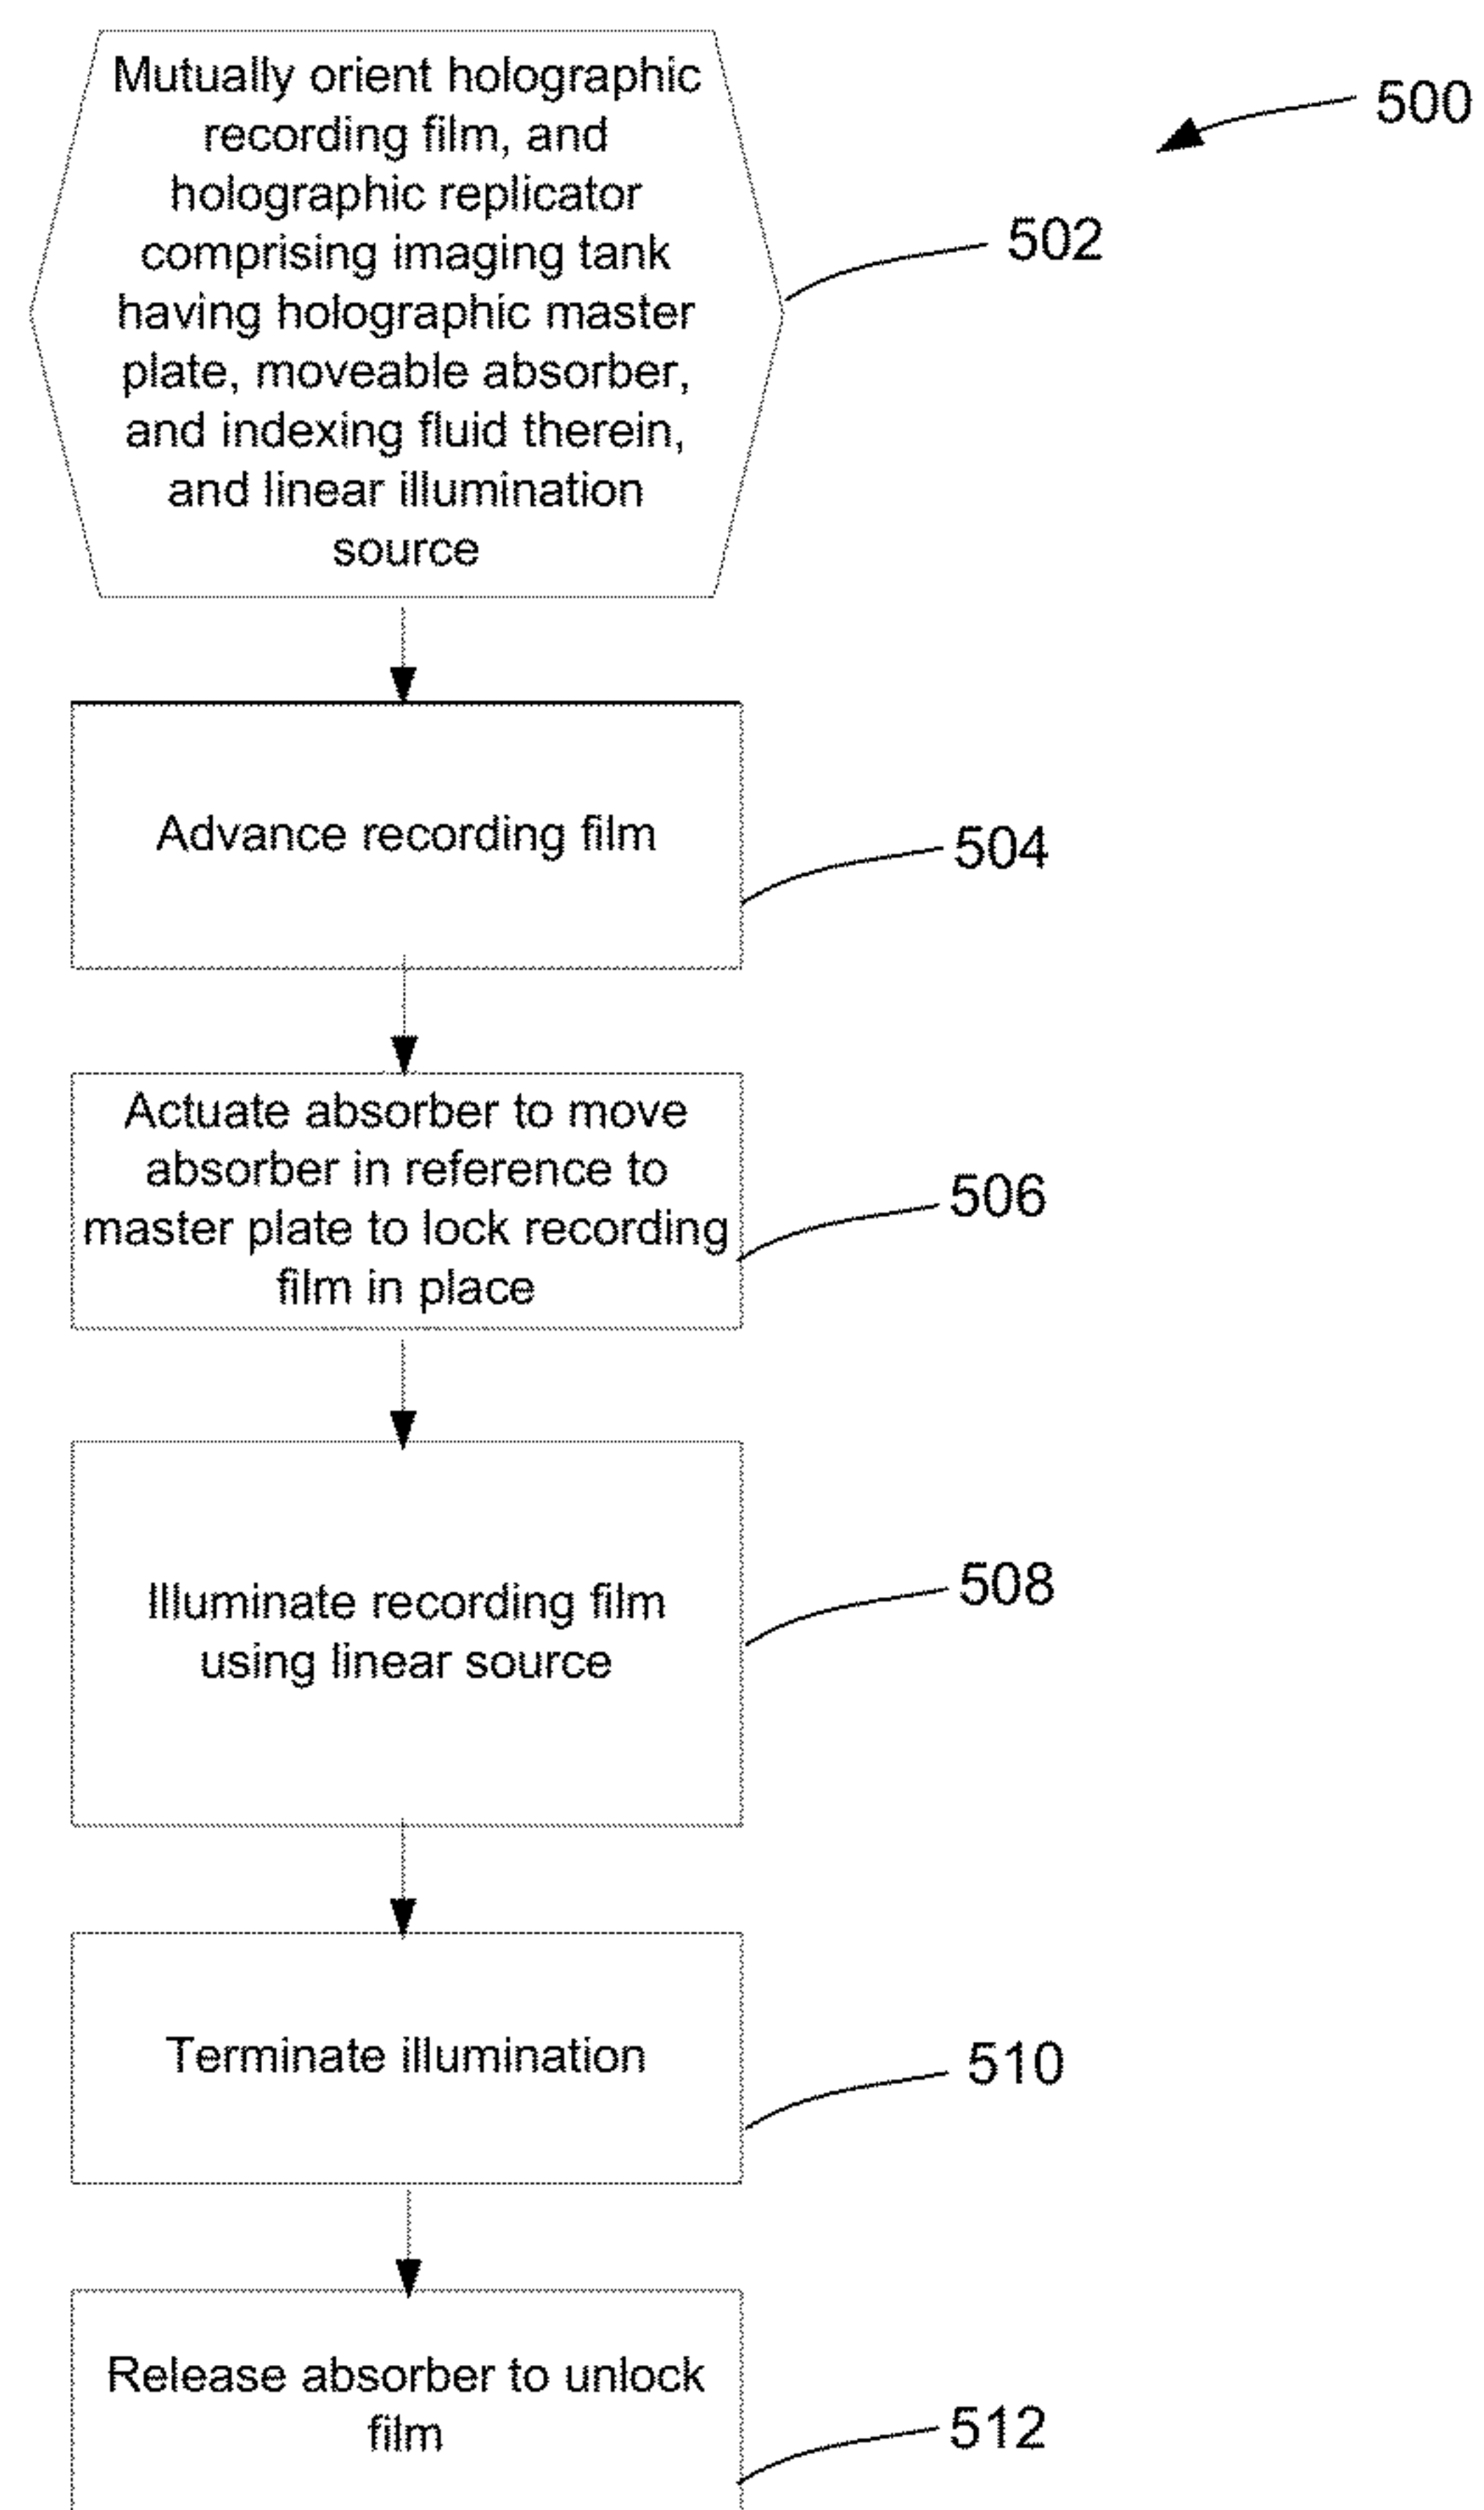 Mutually orient holographic
recording film, and
holographic replicator
comprising imaging tank
having holographic master
plate, moveable absorber,
and indexing fluid therein,
and linear illumination
source
500
502
Advance recording film
504
Actuate absorber to move
absorber in reference to
master plate to lock recording
film in place
506
Illuminate recording film
using linear source
508
Terminate illumination
510
Release absorber to unlock
film
512